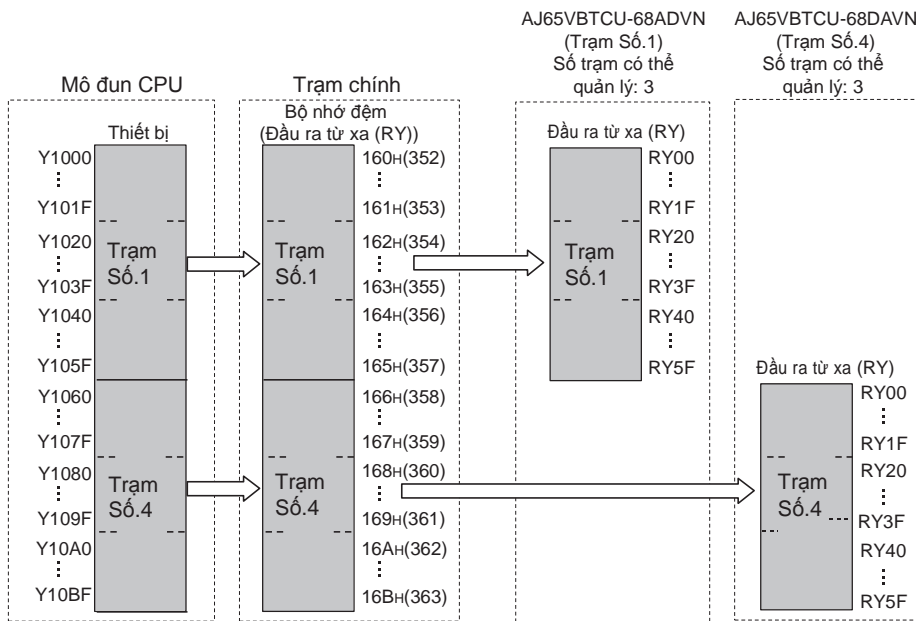 AJ65VBTCU-68ADVN
(Trạm Số.1)
Số trạm có thể
quản lý: 3
AJ65VBTCU-68DAVN
(Trạm Số.4)
Số trạm có thể
quản lý: 3
Mô đun CPU
Trạm chính
Thiết bị
Bộ nhớ đệm
(Đầu ra từ xa (RY))
Đầu ra từ xa (RY)
Y1000
Y101F
Y1020
Y103F
Y1040
Y105F
Y1060
Y107F
Y1080
Y109F
Y10A0
Y10BF
Trạm
Số.1
Trạm
Số.4
Trạm
Số.1
Trạm
Số.4
160H(352)
161H(353)
162H(354)
163H(355)
164H(356)
165H(357)
166H(358)
167H(359)
168H(360)
169H(361)
16AH(362)
16BH(363)
Trạm
Số.1
RY00
RY1F
RY20
RY3F
RY40
RY5F
Đầu ra từ xa (RY)
Trạm
Số.4
RY00
RY1F
RY20
RY3F
RY40
RY5F